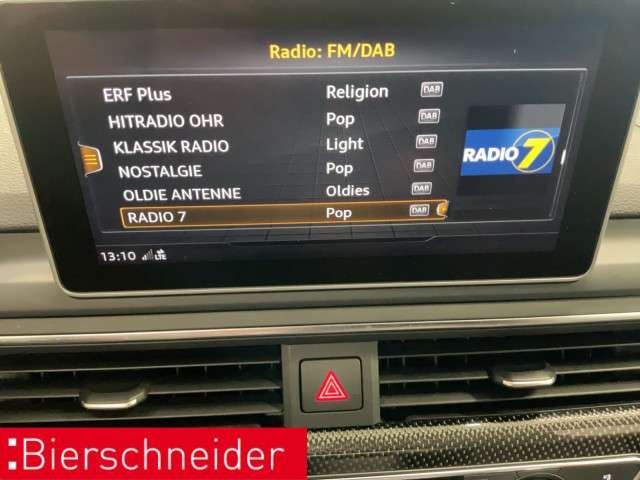 Radio: FM/DAB
ERF Plus Religion DAB
HITRADIO OHR Pop DAB
KLASSIK RADIO Light DAB
NOSTALGIE Pop DAB
OLDIE ANTENNE Oldies DAB
RADIO 7 Pop DAB
RADIO 7
13:10 LTE
Bierschneider